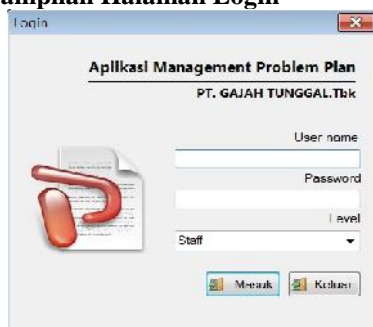 Tampilan Halaman Login
Login
Aplikasi Management Problem Plan
PT. GAJAH TUNGGAL.Tbk
User name
Password
Level
Staff
Masuk
Keluar